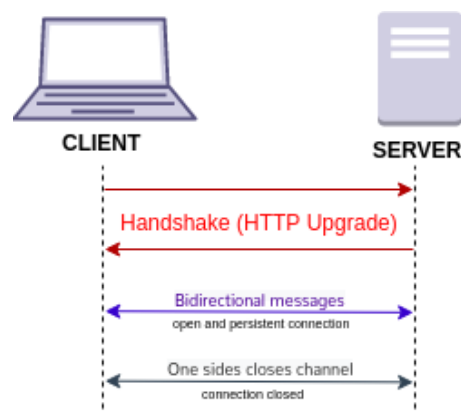 CLIENT
SERVER
Handshake (HTTP Upgrade)
Bidirectional messages
open and persistent connection
One sides closes channel
connection closed